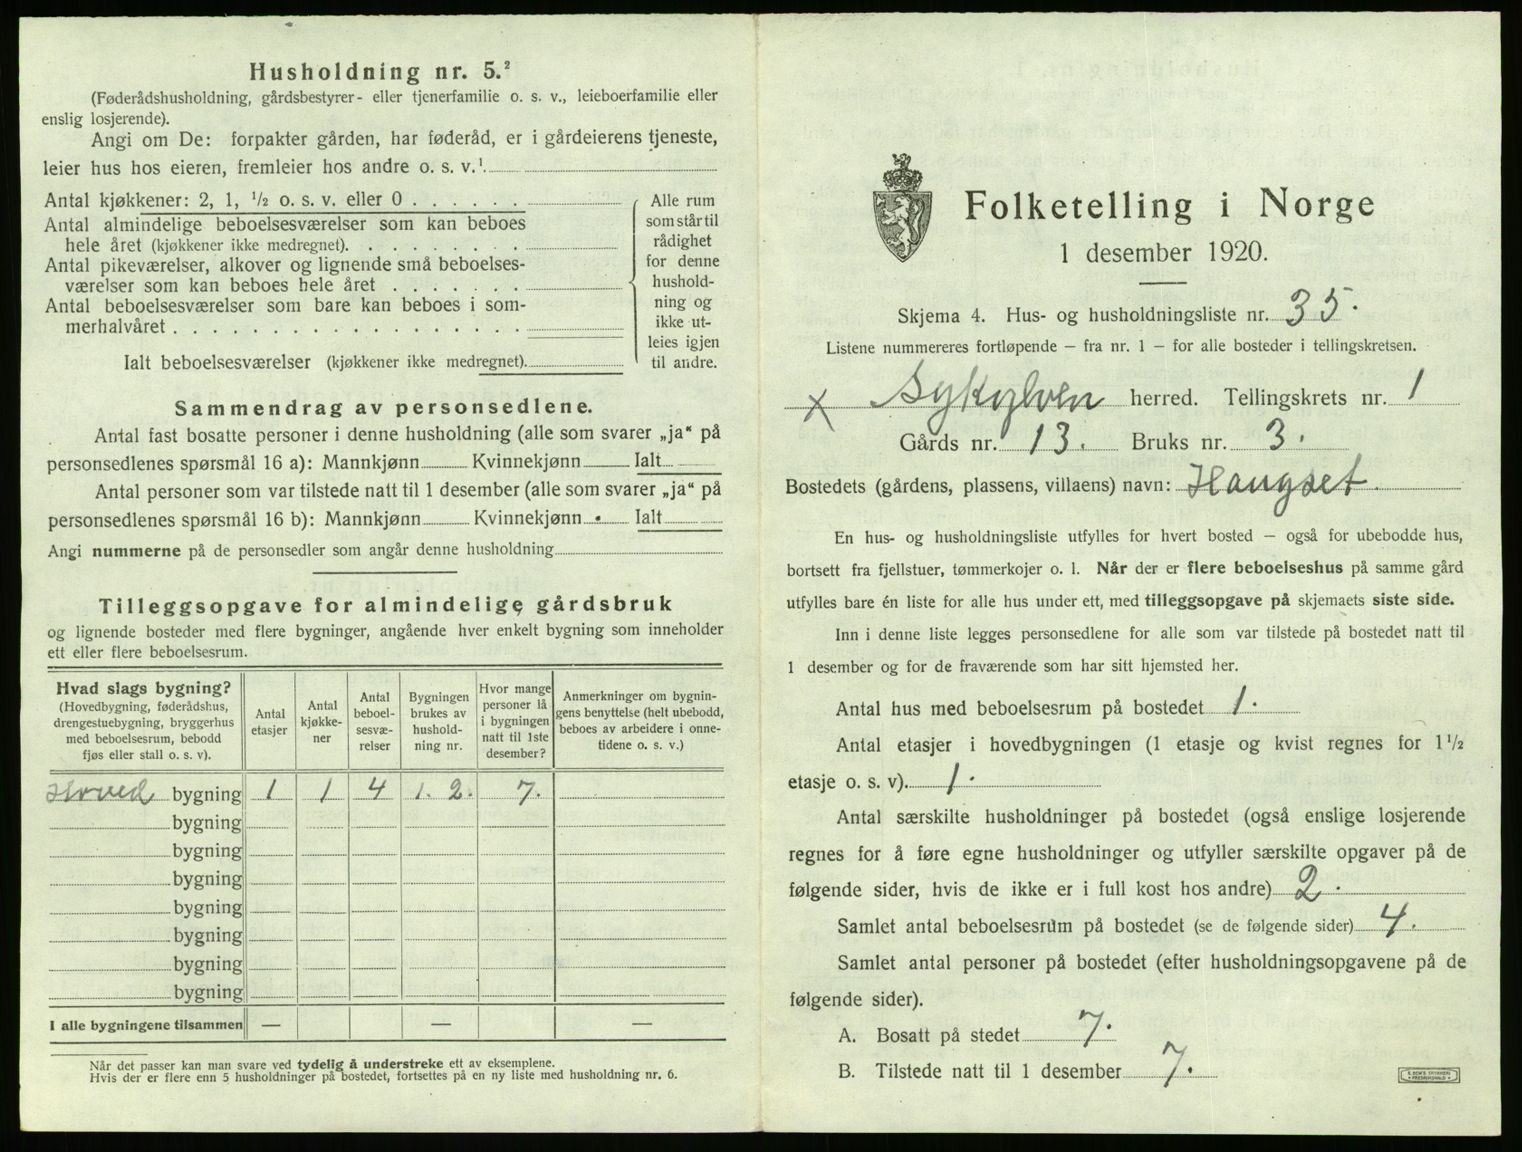 Husholdning nr. 5.²
(Føderådshusholdning, gårdsbestyrer- eller tjenerfamilie o. s. v., leieboerfamilie eller
enslig losjerende).
Angi om De: forpakter gården, har føderåd, er i gårdeierens tjeneste,
leier hus hos eieren, fremleier hos andre o. s. v.¹
Antal kjøkkener: 2, 1, ½ o. s. v. eller 0 . . . . . .
Antal almindelige beboelsesværelser som kan beboes
hele året (kjøkkener ikke medregnet). . . . . . . .
Antal pikeværelser, alkover og lignende små beboelses-
værelser som kan beboes hele året . . . . . . .
Antal beboelsesværelser som bare kan beboes i som-
merhalvåret . . . . . . . . . . . . . . . . . .
Ialt beboelsesværelser (kjøkkener ikke medregnet).
Alle rum
som står til
rådighet
for denne
hushold-
ning og
ikke ut-
leies igjen
til andre.
Sammendrag av personsedlene.
Antal fast bosatte personer i denne husholdning (alle som svarer „ja“ på
personsedlenes spørsmål 16 a): Mannkjønn Kvinnekjønn Ialt
Antal personer som var tilstede natt til 1 desember (alle som svarer „ja“ på
personsedlenes spørsmål 16 b): Mannkjønn Kvinnekjønn Ialt
Angi nummerne på de personsedler som angår denne husholdning
Tilleggsopgave for almindelige gårdsbruk
og lignende bosteder med flere bygninger, angående hver enkelt bygning som inneholder
ett eller flere beboelsesrum.
Hvad slags bygning?
(Hovedbygning, føderådshus,
drengestuebygning, bryggerhus
med beboelsesrum, bebodd
fjøs eller stall o. s. v).
Antal
etasjer
Antal
kjøkke-
ner
Antal
beboel-
sesvæ-
relser
Bygningen
brukes av
hushold-
ning nr.
Hvor mange
personer lå
i bygningen
natt til 1ste
desember?
Anmerkninger om bygnin-
gens benyttelse (helt ubebodd,
beboes av arbeidere i onne-
tidene o. s. v.)
Hoved bygning 1 1 4 1. 2. 7.
bygning
bygning
bygning
bygning
bygning
bygning
bygning
I alle bygningene tilsammen — — —
Når det passer kan man svare ved tydelig å understreke ett av eksemplene.
Hvis der er flere enn 5 husholdninger på bostedet, fortsettes på en ny liste med husholdning nr. 6.
Folketelling i Norge
1 desember 1920.
Skjema 4. Hus- og husholdningsliste nr. 35.
Listene nummereres fortløpende — fra nr. 1 — for alle bosteder i tellingskretsen.
X Sykylven herred. Tellingskrets nr. 1
Gårds nr. 13. Bruks nr. 3.
Bostedets (gårdens, plassens, villaens) navn: Haugset
En hus- og husholdningsliste utfylles for hvert bosted — også for ubebodde hus,
bortsett fra fjellstuer, tømmerkojer o. l. Når der er flere beboelseshus på samme gård
utfylles bare én liste for alle hus under ett, med tilleggsopgave på skjemaets siste side.
Inn i denne liste legges personsedlene for alle som var tilstede på bostedet natt til
1 desember og for de fraværende som har sitt hjemsted her.
Antal hus med beboelsesrum på bostedet 1.
Antal etasjer i hovedbygningen (1 etasje og kvist regnes for 1½
etasje o. s. v). 1.
Antal særskilte husholdninger på bostedet (også enslige losjerende
regnes for å føre egne husholdninger og utfyller særskilte opgaver på de
følgende sider, hvis de ikke er i full kost hos andre) 2.
Samlet antal beboelsesrum på bostedet (se de følgende sider) 4.
Samlet antal personer på bostedet (efter husholdningsopgavene på de
følgende sider).
A. Bosatt på stedet 7.
B. Tilstede natt til 1 desember 7.